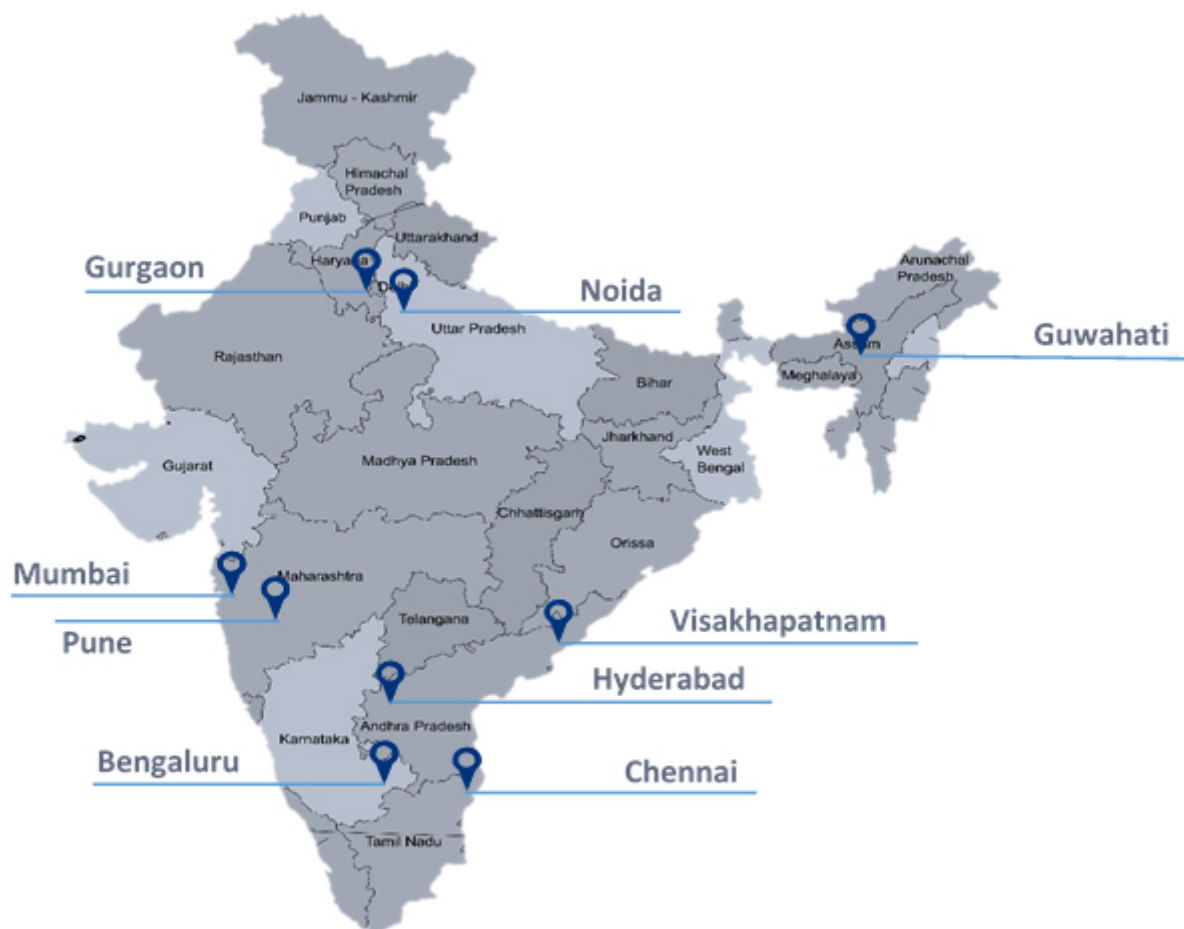 Jammu - Kashmir
Himachal
Pradesh
Punjab
Uttarakhand
Haryana
Gurgaon
Delhi
Noida
Arunachal
Pradesh
Uttar Pradesh
Assam
Guwahati
Rajasthan
Bihar
Meghalaya
Jharkhand
West
Bengal
Gujarat
Madhya Pradesh
Chhattisgarh
Orissa
Mumbai
Maharashtra
Pune
Telangana
Visakhapatnam
Hyderabad
Andhra Pradesh
Karnataka
Bengaluru
Chennai
Tamil Nadu